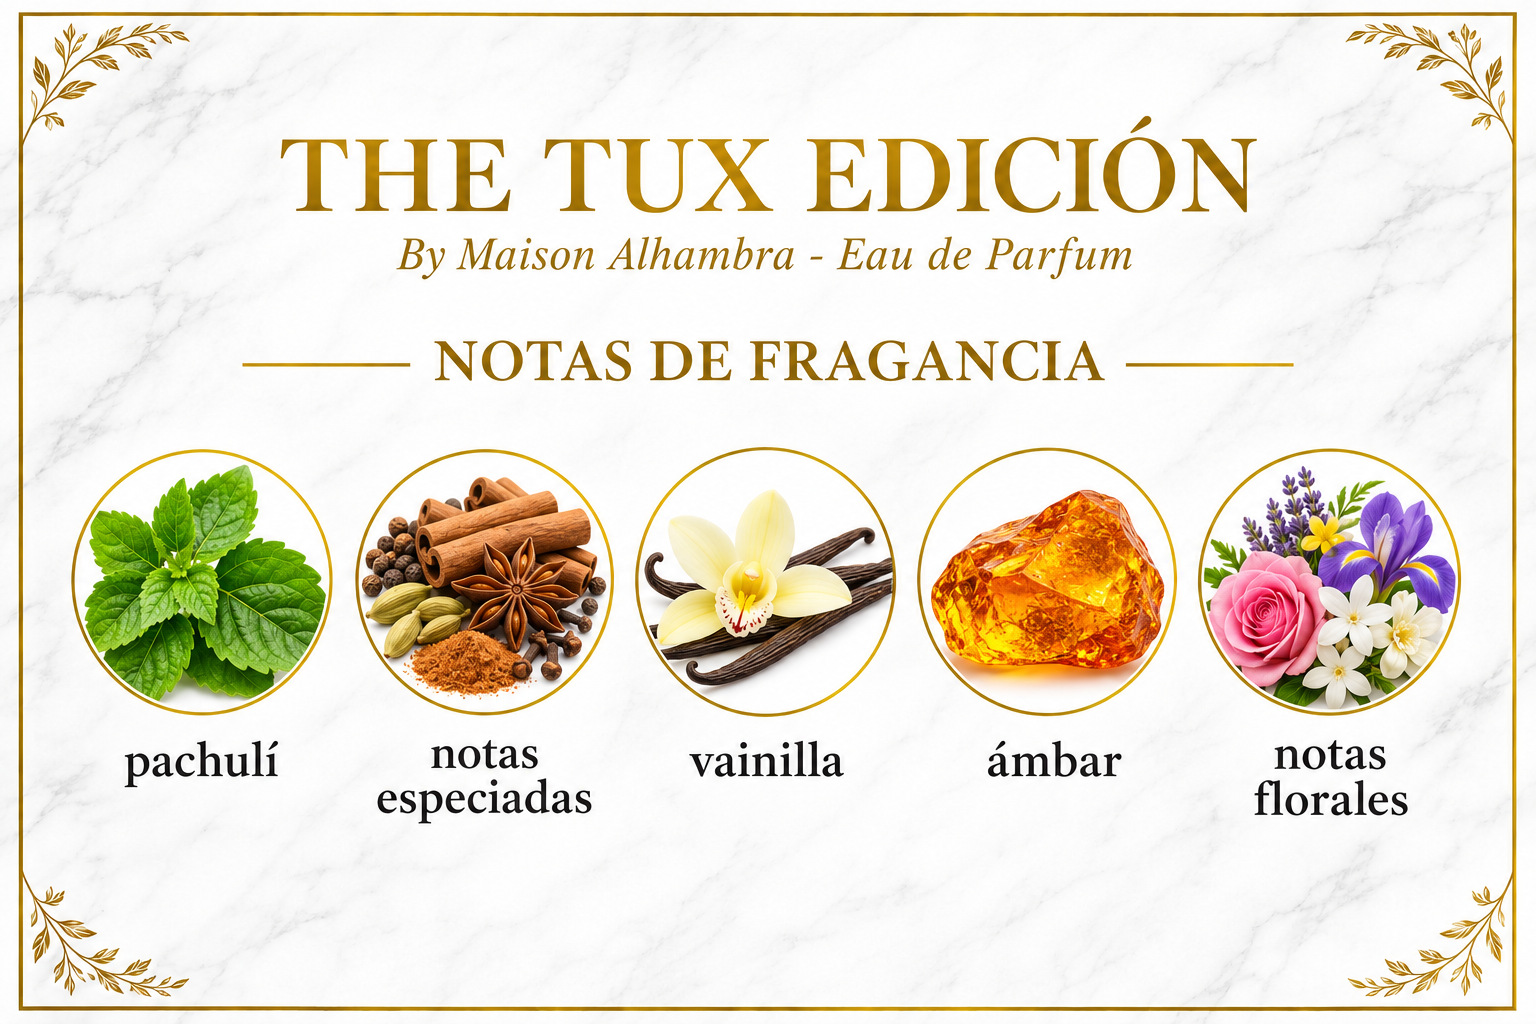 THE TUX EDICIÓN
By Maison Alhambra - Eau de Parfum
NOTAS DE FRAGANCIA
pachulí
notas
especiadas
vainilla
ámbar
notas
florales